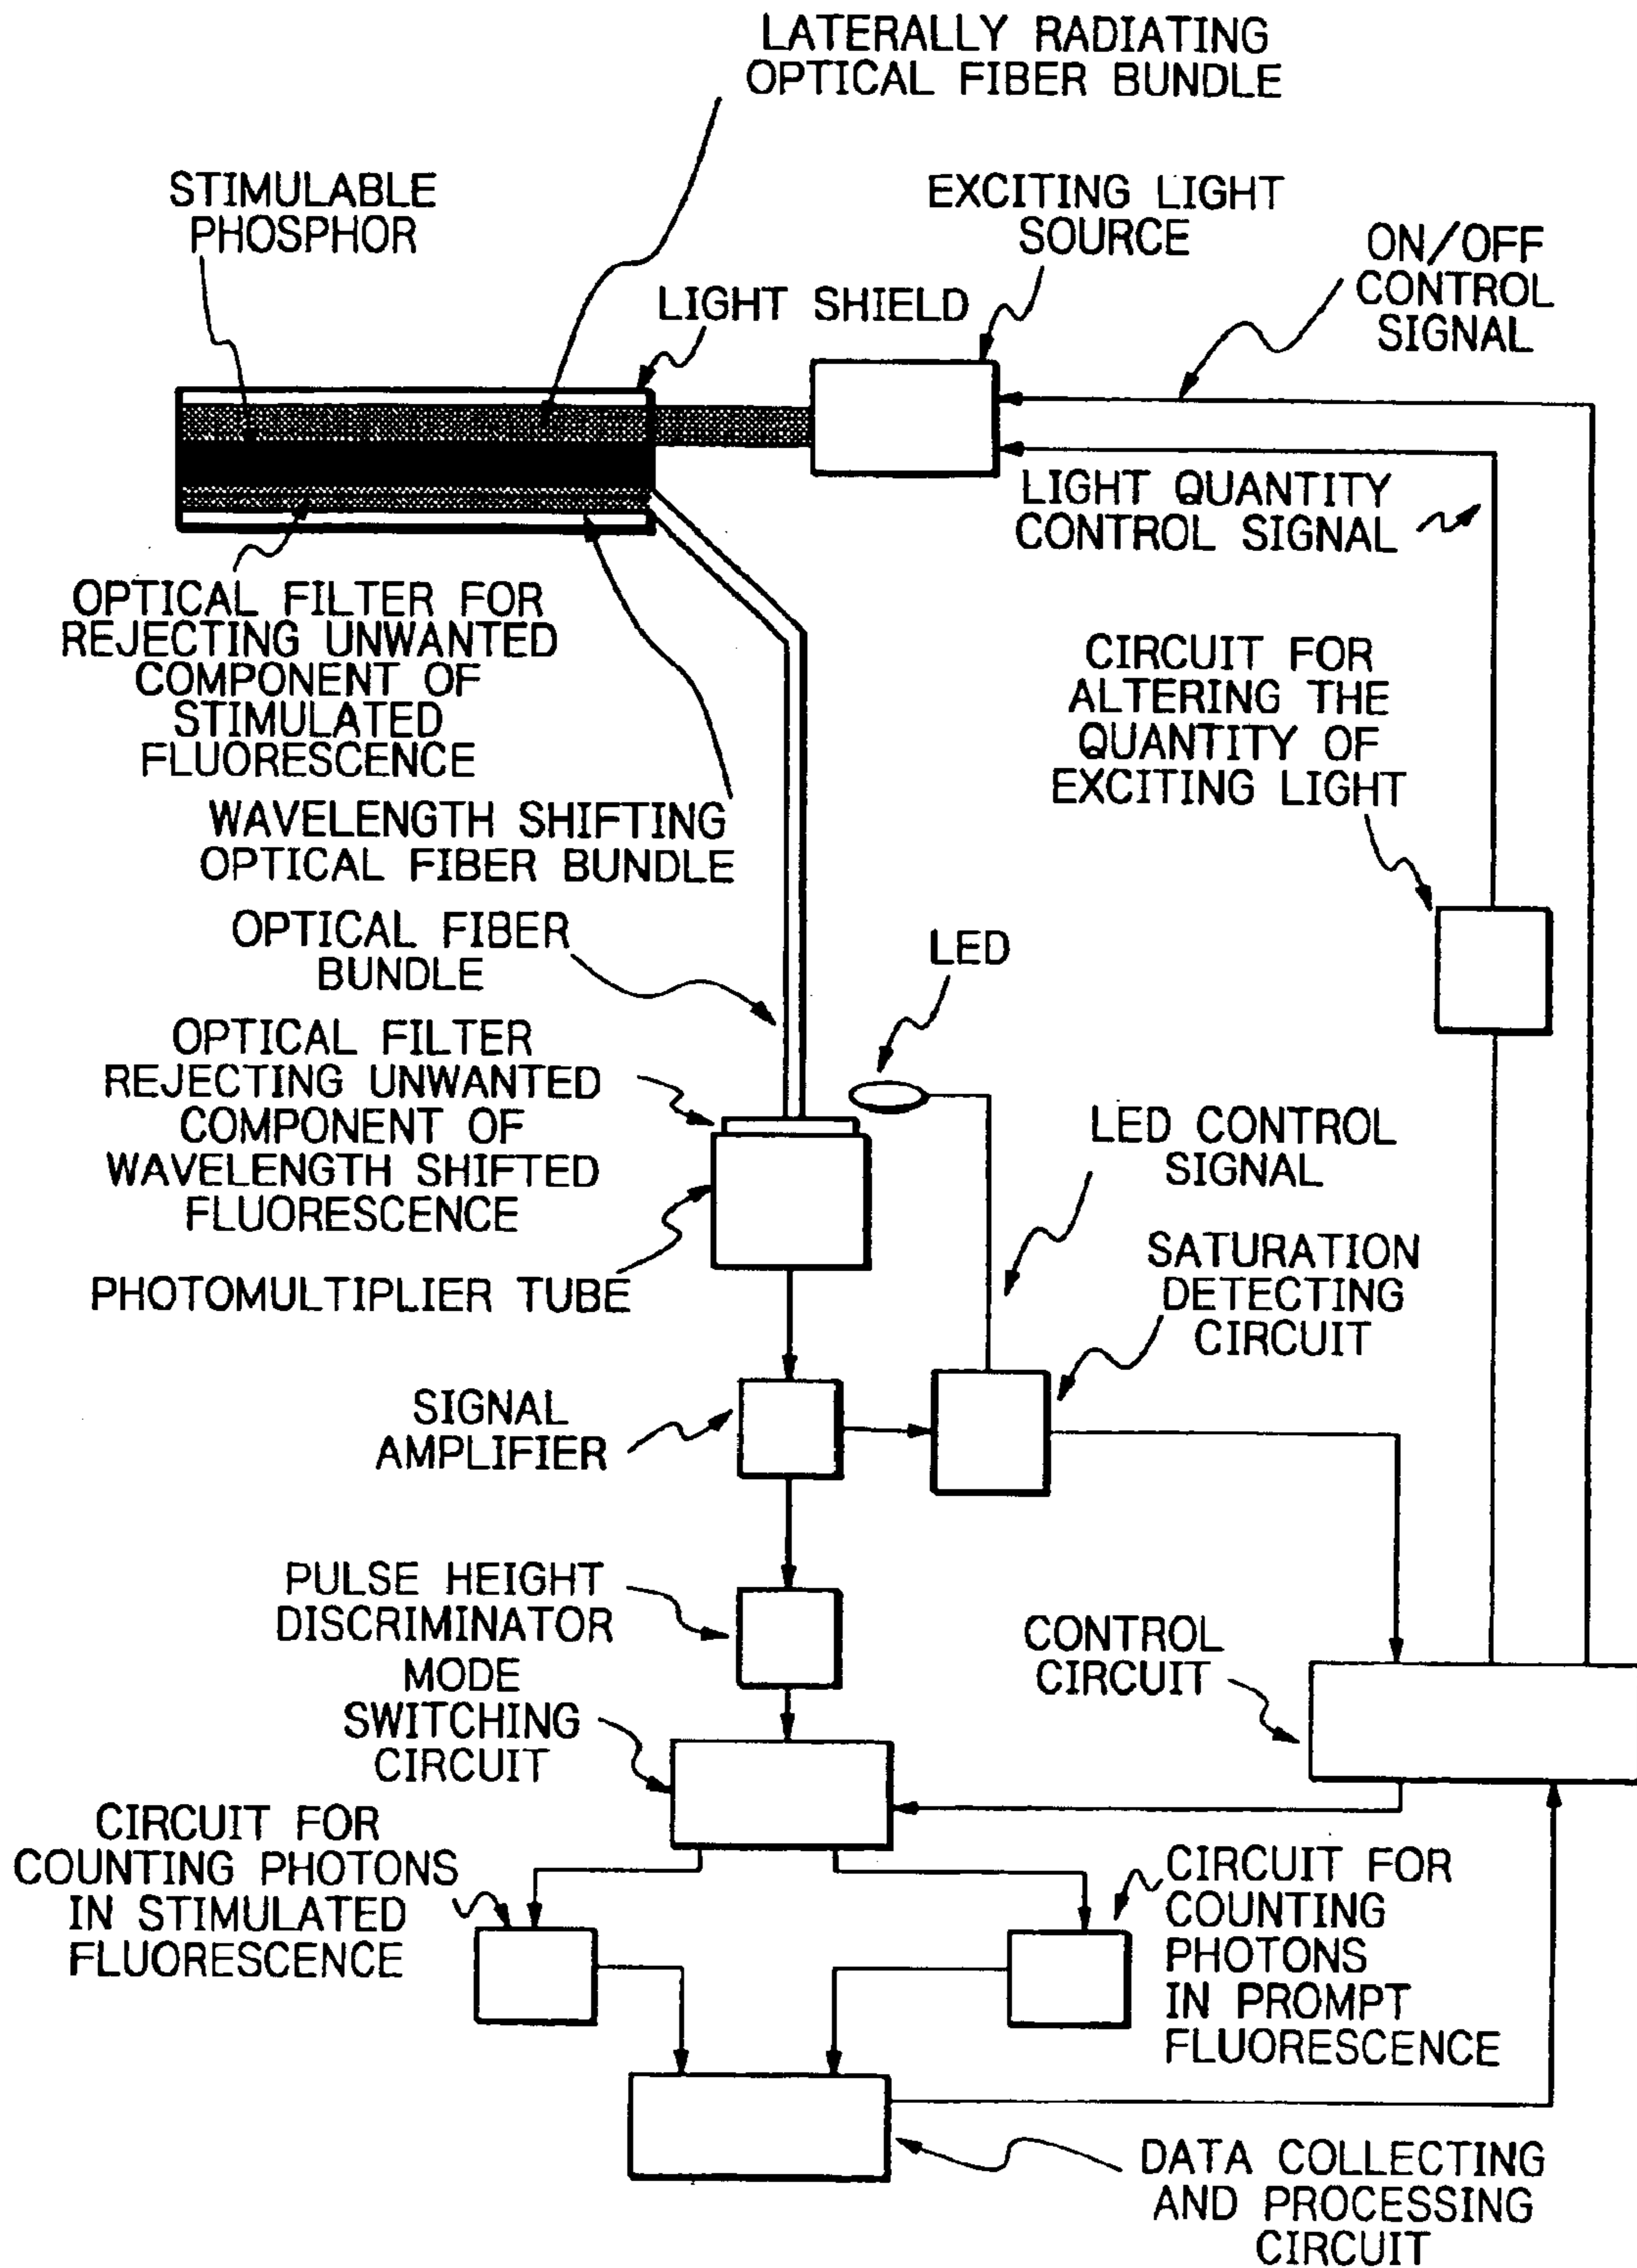 LATERALLY RADIATING
OPTICAL FIBER BUNDLE
STIMULABLE
PHOSPHOR
EXCITING LIGHT
SOURCE
ON/OFF
CONTROL
SIGNAL
LIGHT SHIELD
LIGHT QUANTITY
CONTROL SIGNAL
OPTICAL FILTER FOR
REJECTING UNWANTED
COMPONENT OF
STIMULATED
FLUORESCENCE
CIRCUIT FOR
ALTERING THE
QUANTITY OF
EXCITING LIGHT
WAVELENGTH SHIFTING
OPTICAL FIBER BUNDLE
OPTICAL FIBER
BUNDLE
LED
OPTICAL FILTER
REJECTING UNWANTED
COMPONENT OF
WAVELENGTH SHIFTED
FLUORESCENCE
LED CONTROL
SIGNAL
PHOTOMULTIPLIER TUBE
SATURATION
DETECTING
CIRCUIT
SIGNAL
AMPLIFIER
PULSE HEIGHT
DISCRIMINATOR
MODE
SWITCHING
CIRCUIT
CONTROL
CIRCUIT
CIRCUIT FOR
COUNTING PHOTONS
IN STIMULATED
FLUORESCENCE
CIRCUIT FOR
COUNTING
PHOTONS
IN PROMPT
FLUORESCENCE
DATA COLLECTING
AND PROCESSING
CIRCUIT